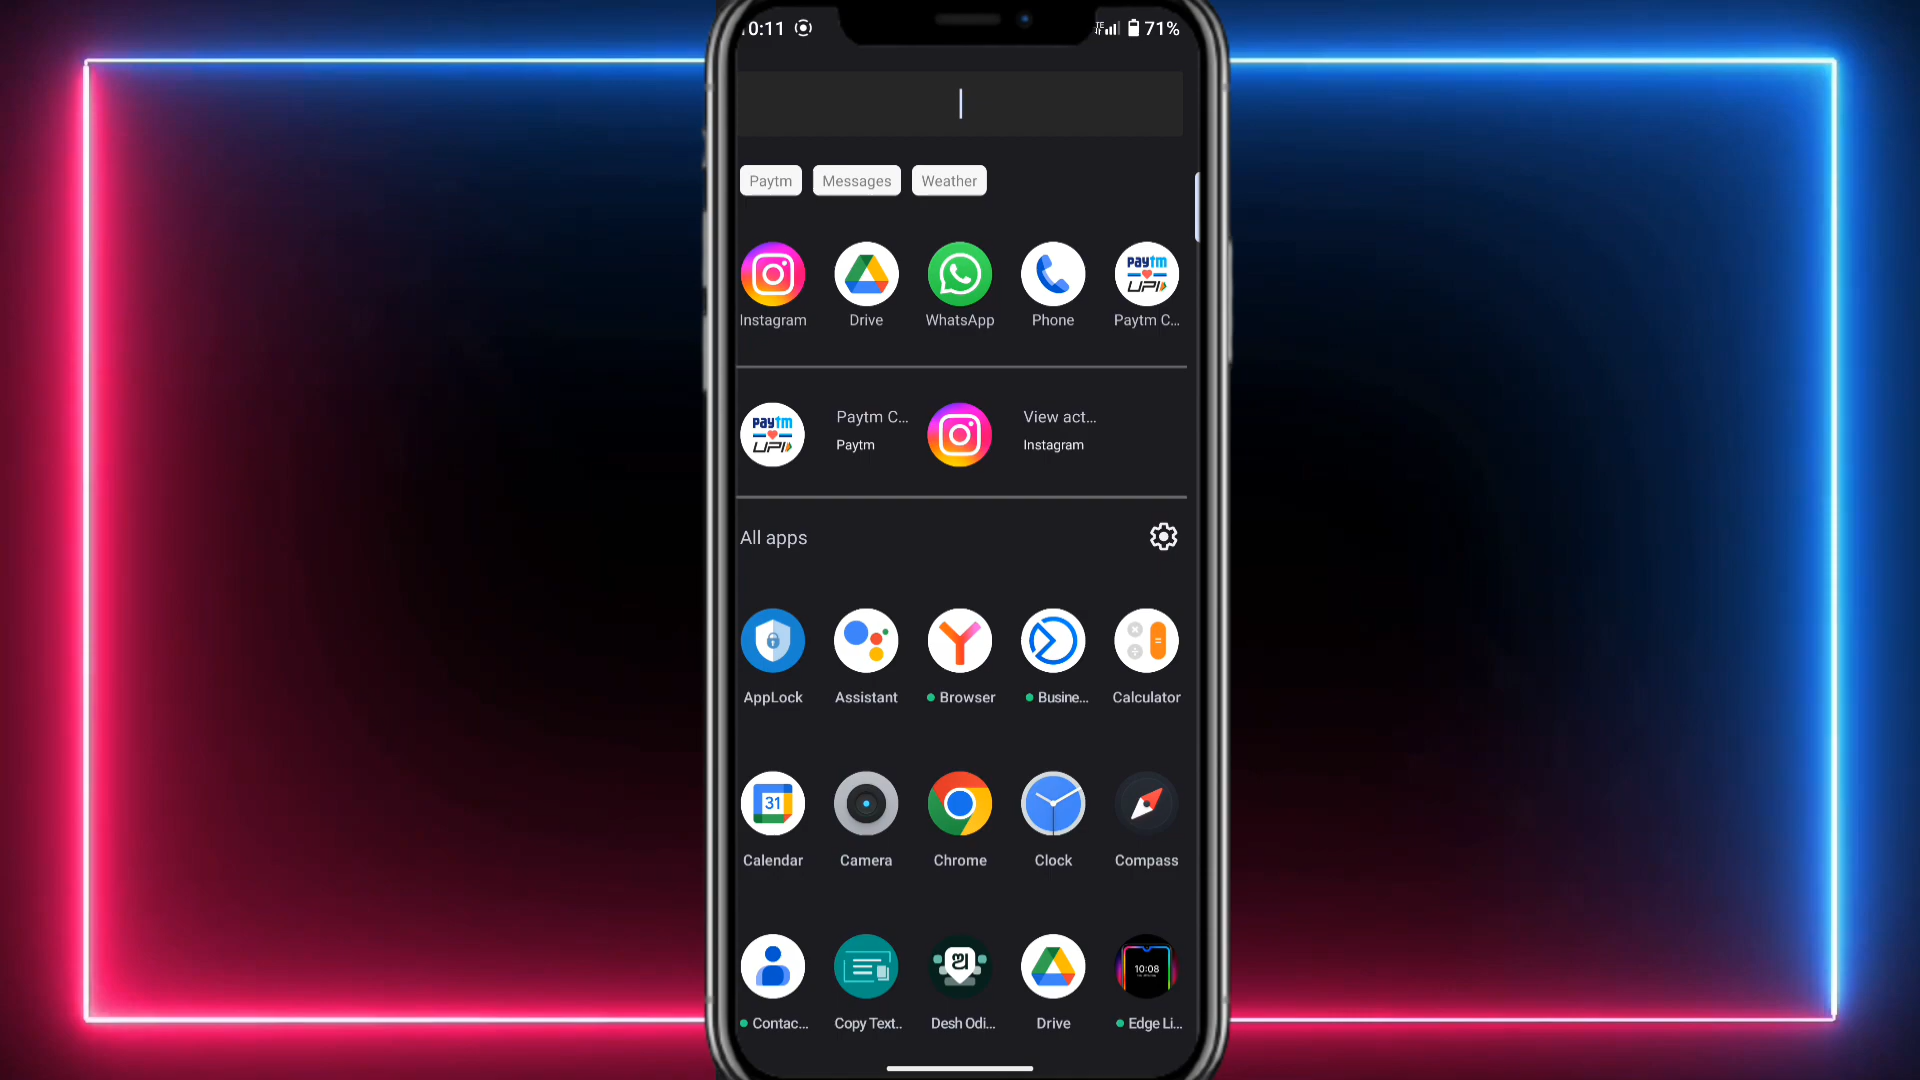 0:11 71%
Paytm Messages Weather
Instagram Drive WhatsApp Phone Paytm C...
Paytm C... View act...
Paytm Instagram
All apps
AppLock Assistant Browser Busine... Calculator
31
Calendar Camera Chrome Clock Compass
ଅ 10:08
Contac... Copy Text.. Desh Odi... Drive Edge Li...